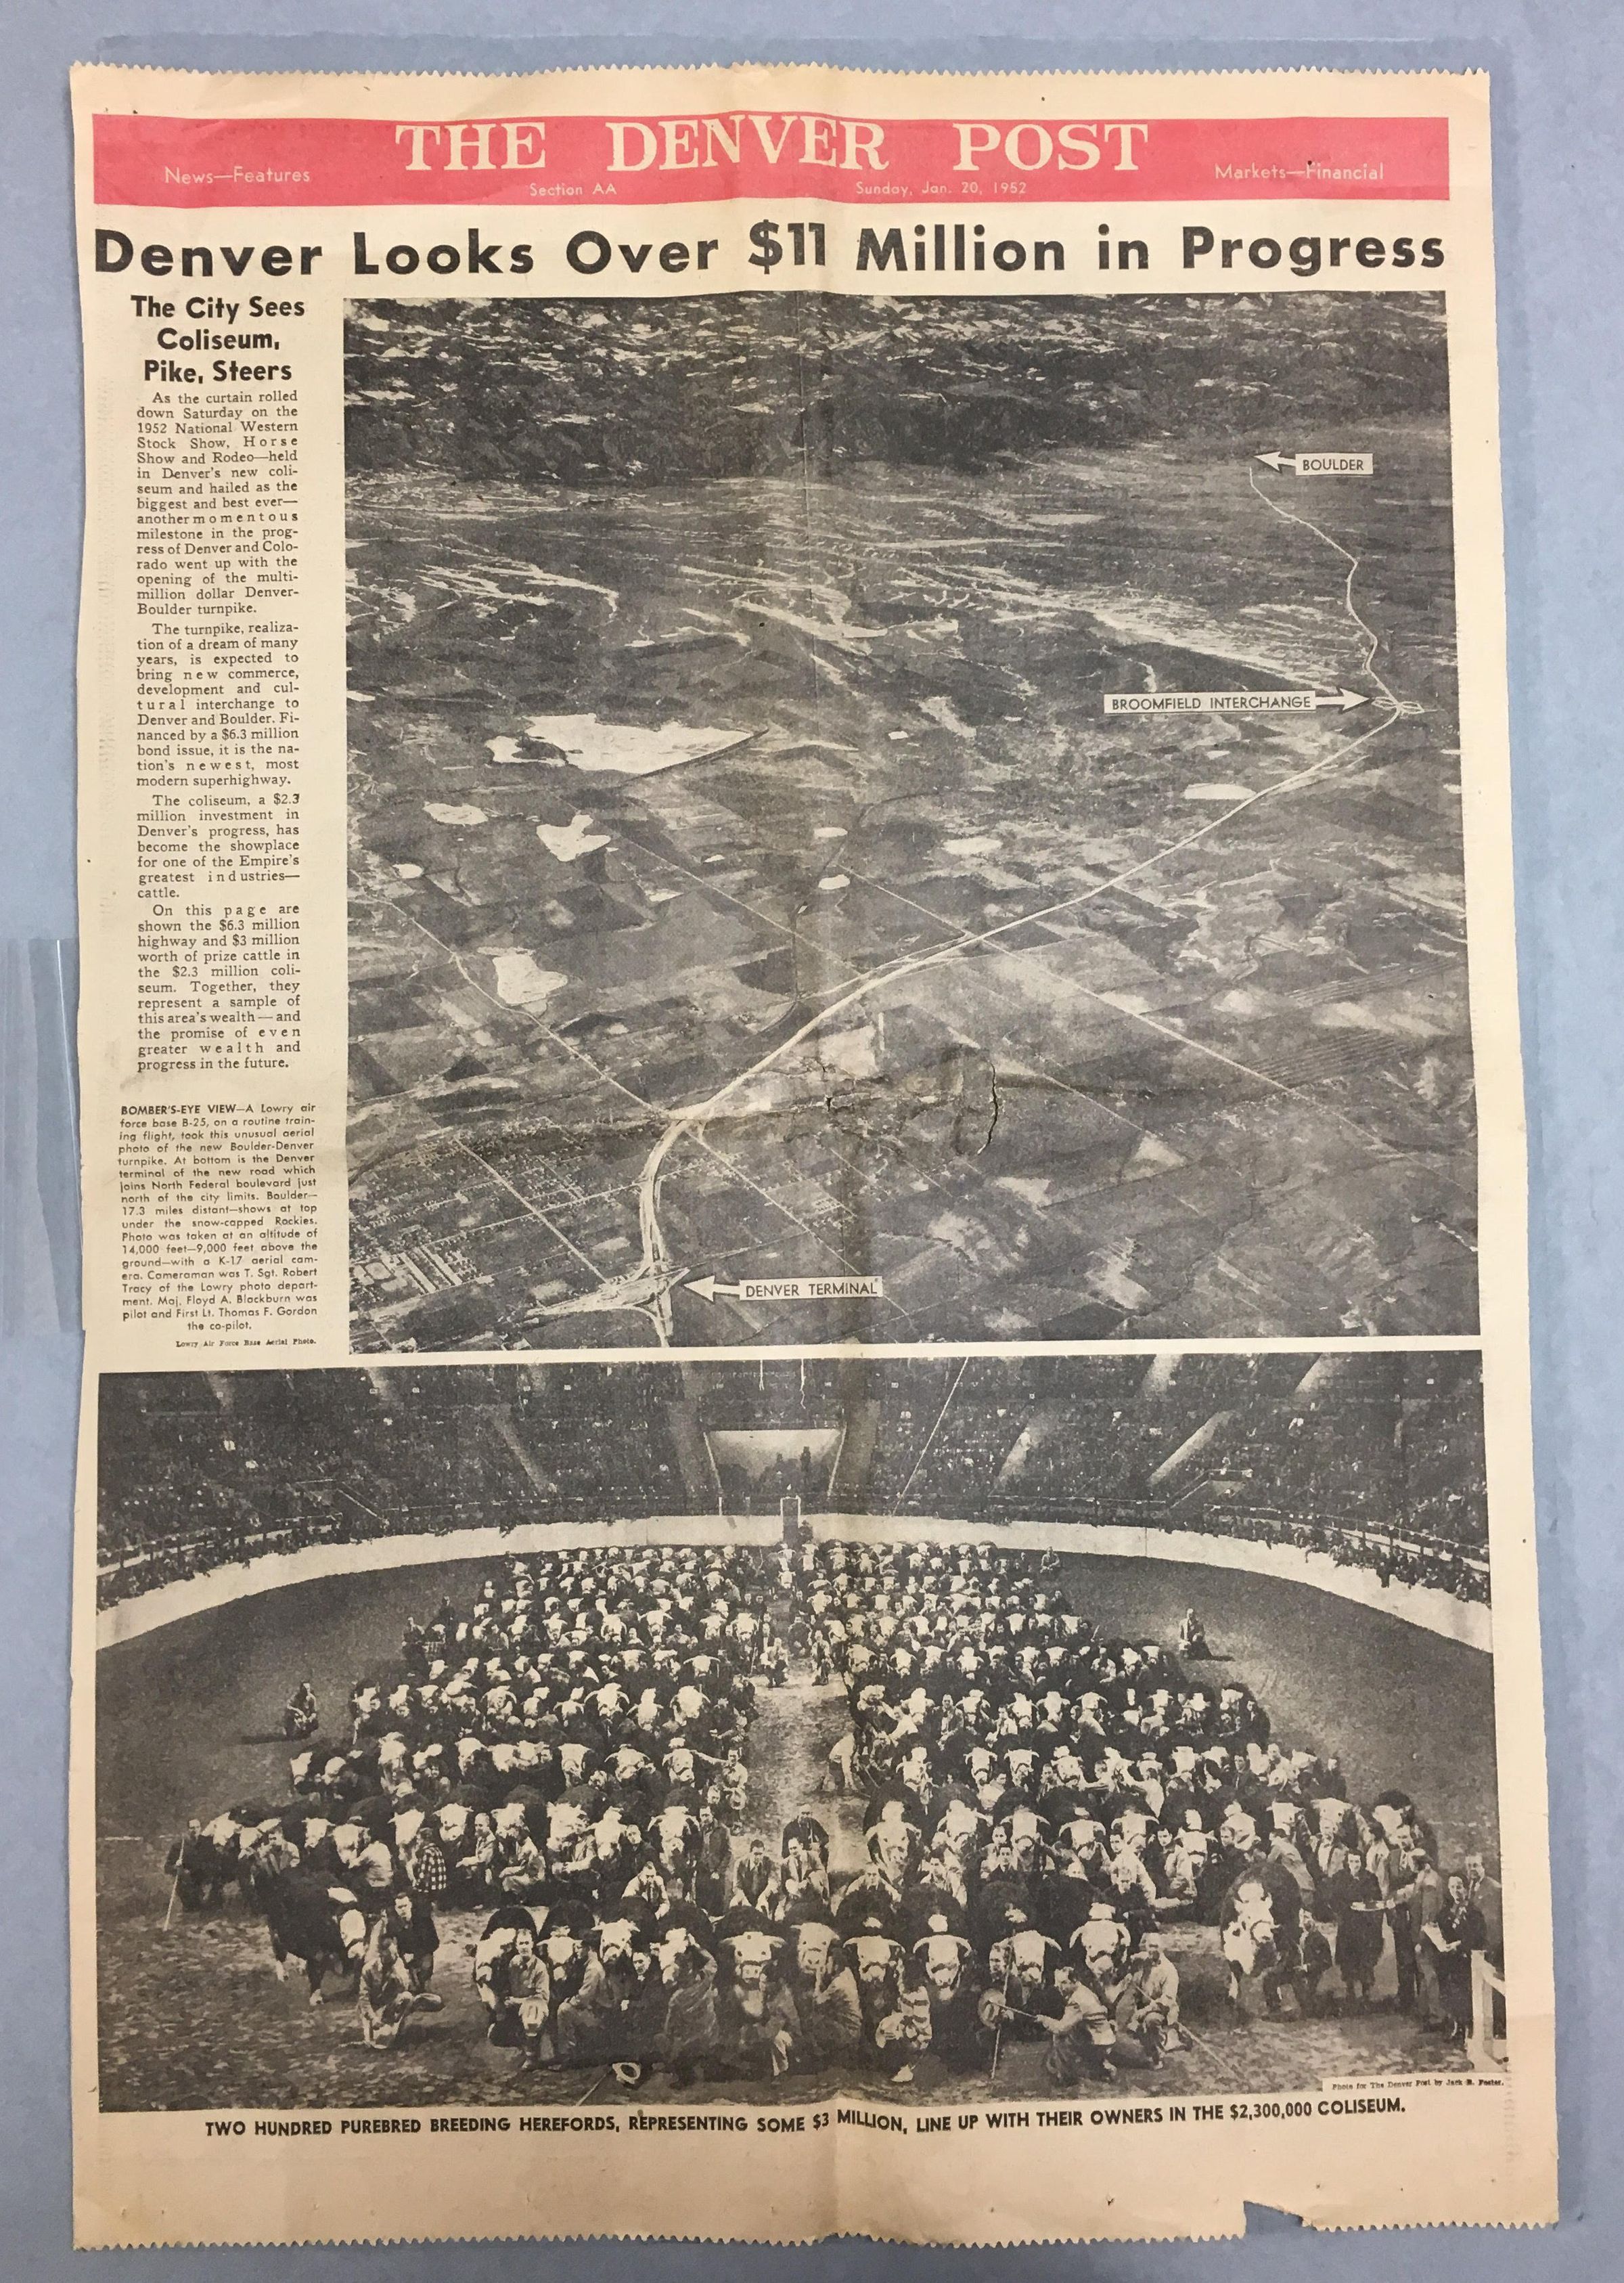 THE DENVER POST
News—Features
Markets—Financial
Section AA
Sunday, Jan. 20, 1952
Denver Looks Over $11 Million in Progress
The City Sees
Coliseum,
Pike, Steers
As the curtain rolled
down Saturday on the
1952 National Western
Stock Show, Horse
Show and Rodeo—held
in Denver's new coli-
seum and hailed as the
biggest and best ever—
another momentous
milestone in the prog-
ress of Denver and Colo-
rado went up with the
opening of the multi-
million dollar Denver-
Boulder turnpike.
The turnpike, realiza-
tion of a dream of many
years, is expected to
bring new commerce,
development and cul-
tural interchange to
Denver and Boulder. Fi-
nanced by a $6.3 million
bond issue, it is the na-
tion's newest, most
modern superhighway.
The coliseum, a $2.3
million investment in
Denver's progress, has
become the showplace
for one of the Empire's
greatest industries—
cattle.
On this page are
shown the $6.3 million
highway and $3 million
worth of prize cattle in
the $2.3 million coli-
seum. Together, they
represent a sample of
this area's wealth—and
the promise of even
greater wealth and
progress in the future.
BOMBER'S-EYE VIEW—A Lowry air
force base B-25, on a routine train-
ing flight, took this unusual aerial
photo of the new Boulder-Denver
turnpike. At bottom is the Denver
terminal of the new road which
joins North Federal boulevard just
north of the city limits. Boulder—
17.3 miles distant—shows at top
under the snow-capped Rockies.
Photo was taken at an altitude of
14,000 feet—9,000 feet above the
ground—with a K-17 aerial cam-
era. Cameraman was T. Sgt. Robert
Tracy of the Lowry photo depart-
ment. Maj. Floyd A. Blackburn was
pilot and First Lt. Thomas F. Gordon
the co-pilot.
Lowry Air Force Base Aerial Photo.
BOULDER
BROOMFIELD INTERCHANGE
DENVER TERMINAL
Photo for The Denver Post by Jack B. Foster.
TWO HUNDRED PUREBRED BREEDING HEREFORDS, REPRESENTING SOME $3 MILLION, LINE UP WITH THEIR OWNERS IN THE $2,300,000 COLISEUM.